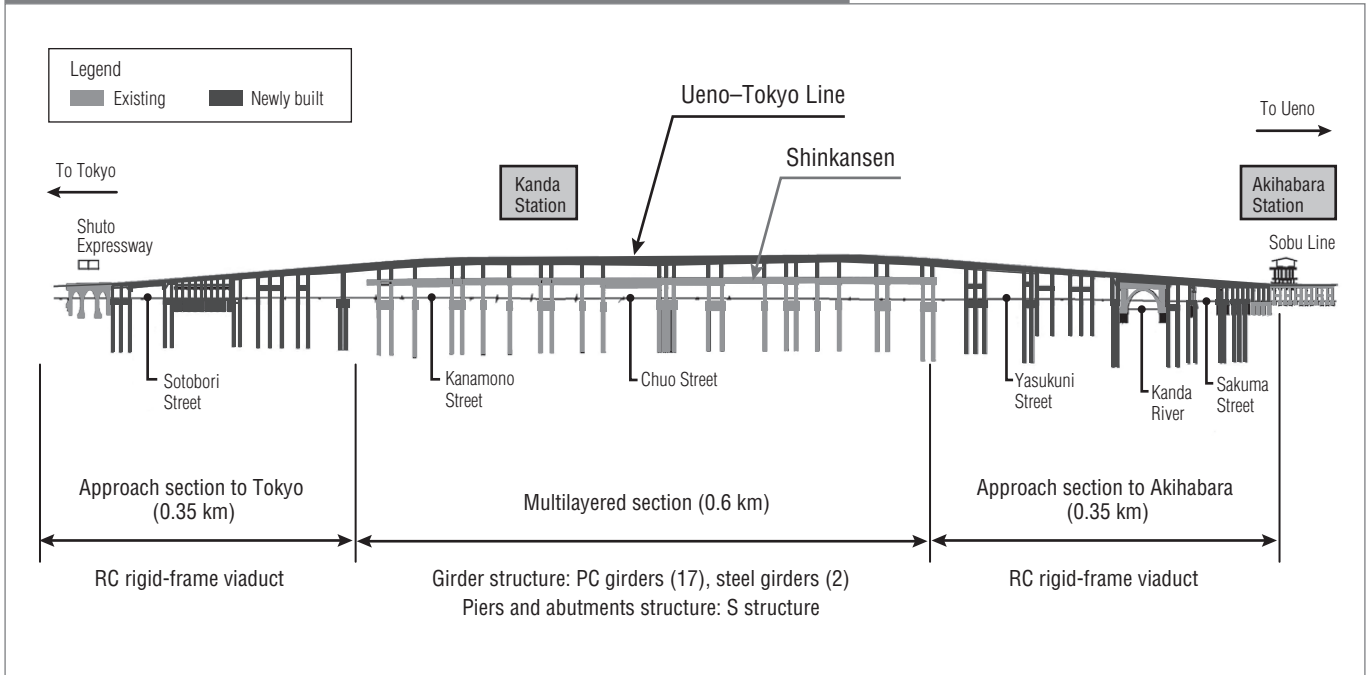 Legend
Existing
Newly built
Ueno–Tokyo Line
To Ueno
Shinkansen
To Tokyo
Kanda
Station
Akihabara
Station
Shuto
Expressway
Sobu Line
Sotobori
Street
Kanamono
Street
Chuo Street
Yasukuni
Street
Kanda
River
Sakuma
Street
Approach section to Tokyo
(0.35 km)
Multilayered section (0.6 km)
Approach section to Akihabara
(0.35 km)
RC rigid-frame viaduct
Girder structure: PC girders (17), steel girders (2)
Piers and abutments structure: S structure
RC rigid-frame viaduct